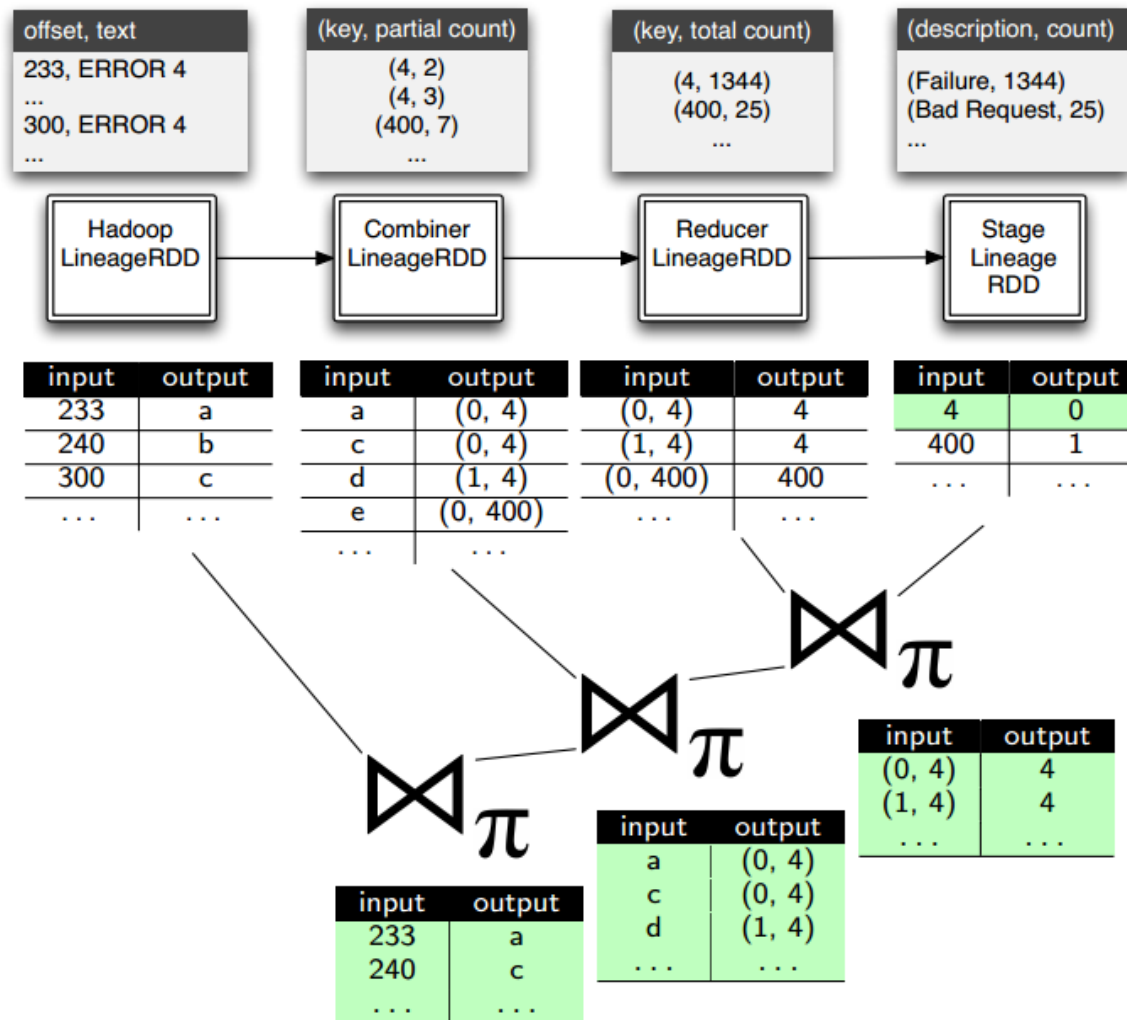 offset, text
233, ERROR 4
...
300, ERROR 4
...
(key, partial count)
(4, 2)
(4, 3)
(400, 7)
...
(key, total count)
(4, 1344)
(400, 25)
...
(description, count)
(Failure, 1344)
(Bad Request, 25)
...
Hadoop
LineageRDD
Combiner
LineageRDD
Reducer
LineageRDD
Stage
Lineage
RDD
input output
233 a
240 b
300 c
... ...
input output
a (0, 4)
c (0, 4)
d (1, 4)
e (0, 400)
... ...
input output
(0, 4) 4
(1, 4) 4
(0, 400) 400
... ...
input output
4 0
400 1
... ...
⋈π
⋈π
⋈π
input output
(0, 4) 4
(1, 4) 4
... ...
input output
a (0, 4)
c (0, 4)
d (1, 4)
... ...
input output
233 a
240 c
... ...